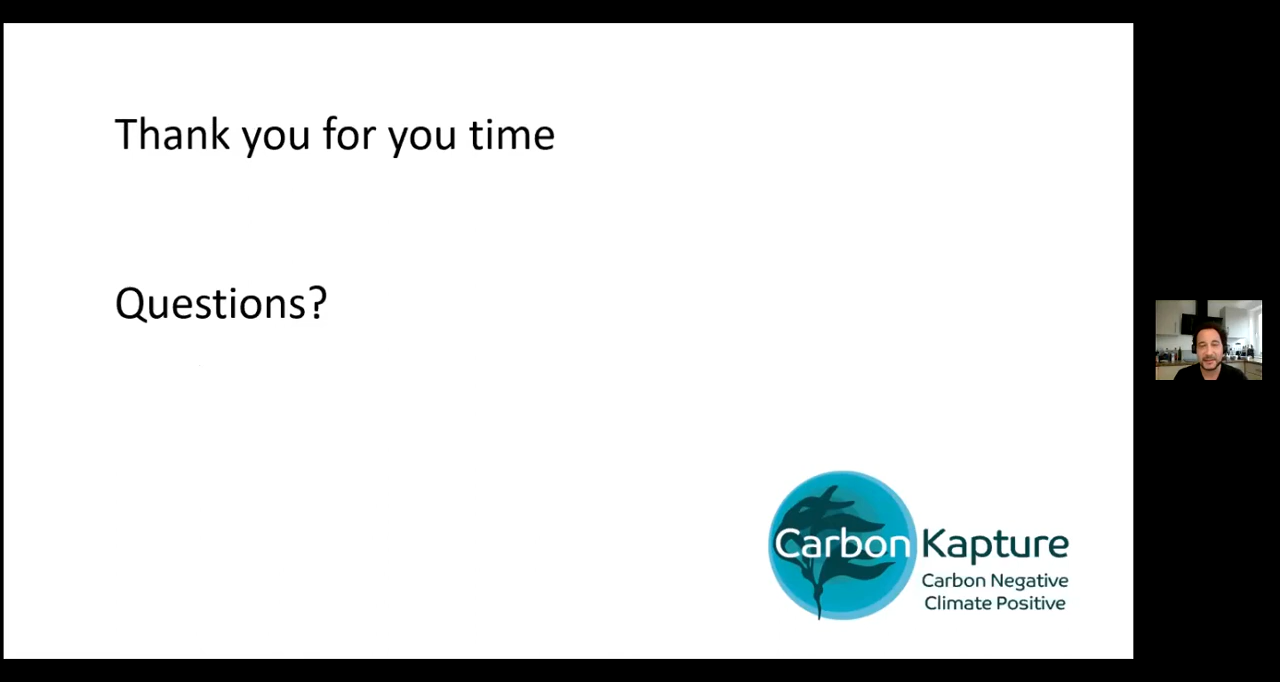 Thank you for you time
Questions?
Carbon Kapture
Carbon Negative
Climate Positive